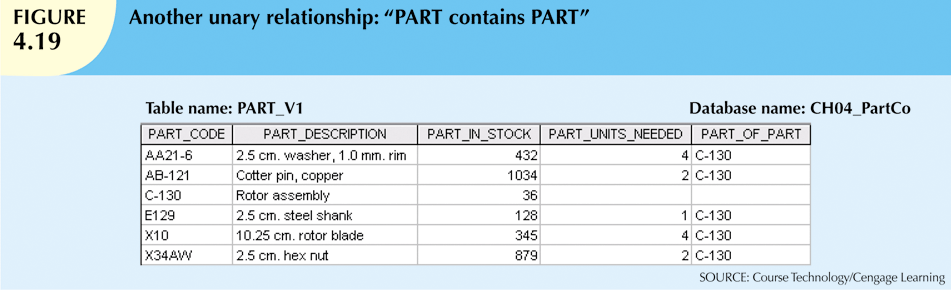 FIGURE 4.19
Another unary relationship: “PART contains PART”
Table name: PART_V1 Database name: CH04_PartCo
PART_CODE PART_DESCRIPTION PART_IN_STOCK PART_UNITS_NEEDED PART_OF_PART
AA21-6 2.5 cm. washer, 1.0 mm. rim 432 4 C-130
AB-121 Cotter pin, copper 1034 2 C-130
C-130 Rotor assembly 36
E129 2.5 cm. steel shank 128 1 C-130
X10 10.25 cm. rotor blade 345 4 C-130
X34AW 2.5 cm. hex nut 879 2 C-130
SOURCE: Course Technology/Cengage Learning